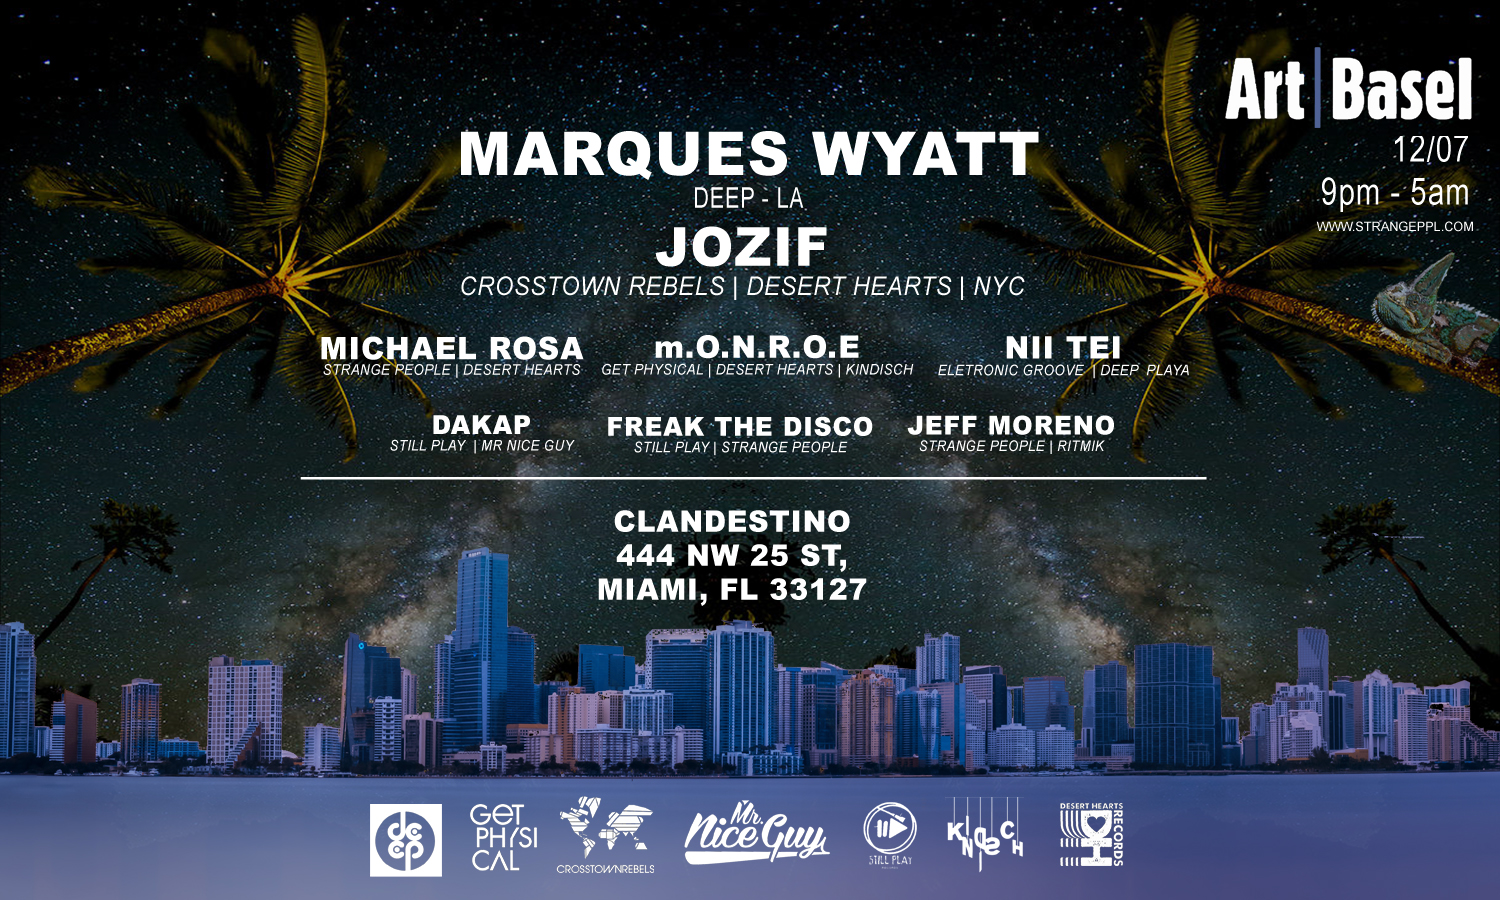 Art|Basel
12/07
9pm - 5am
WWW.STRANGEPPL.COM
MARQUES WYATT
DEEP - LA
JOZIF
CROSSTOWN REBELS | DESERT HEARTS | NYC
MICHAEL ROSA
STRANGE PEOPLE | DESERT HEARTS
m.O.N.R.O.E
GET PHYSICAL | DESERT HEARTS | KINDISCH
NII TEI
ELETRONIC GROOVE | DEEP PLAYA
DAKAP
STILL PLAY | MR NICE GUY
FREAK THE DISCO
STILL PLAY | STRANGE PEOPLE
JEFF MORENO
STRANGE PEOPLE | RITMIK
CLANDESTINO
444 NW 25 ST,
MIAMI, FL 33127
deep
GET
PHYSI
CAL
CROSSTOWNREBELS
Mr.
Nice Guy
STILL PLAY
KINDISCH
DESERT HEARTS
RECORDS